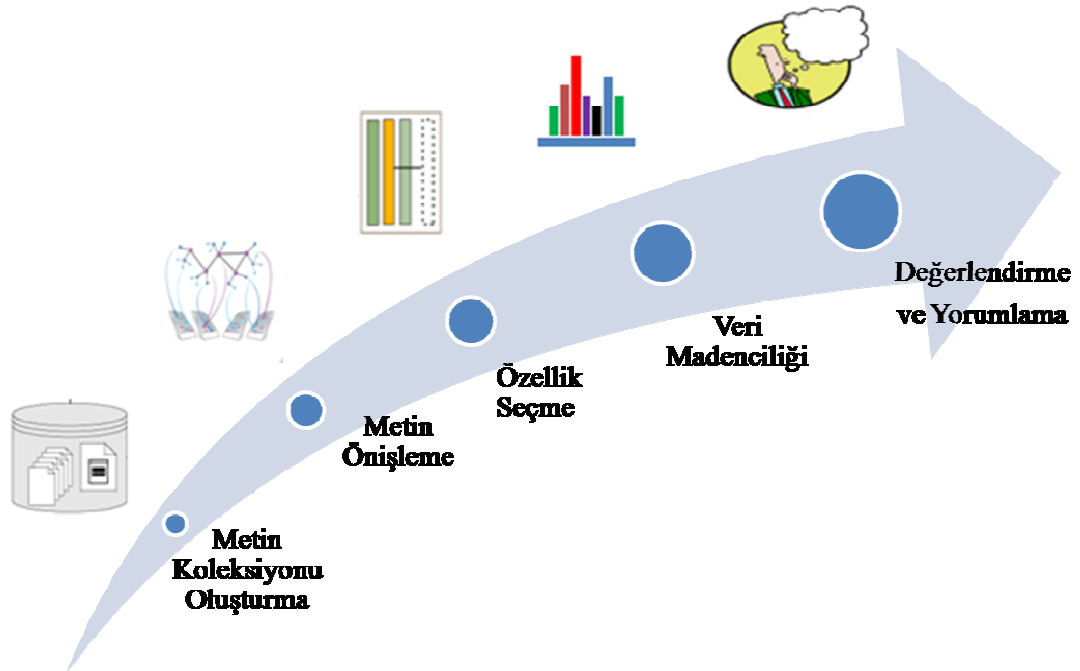 Metin
Koleksiyonu
Oluşturma
Metin
Önişleme
Özellik
Seçme
Veri
Madenciliği
Değerlendirme
ve Yorumlama